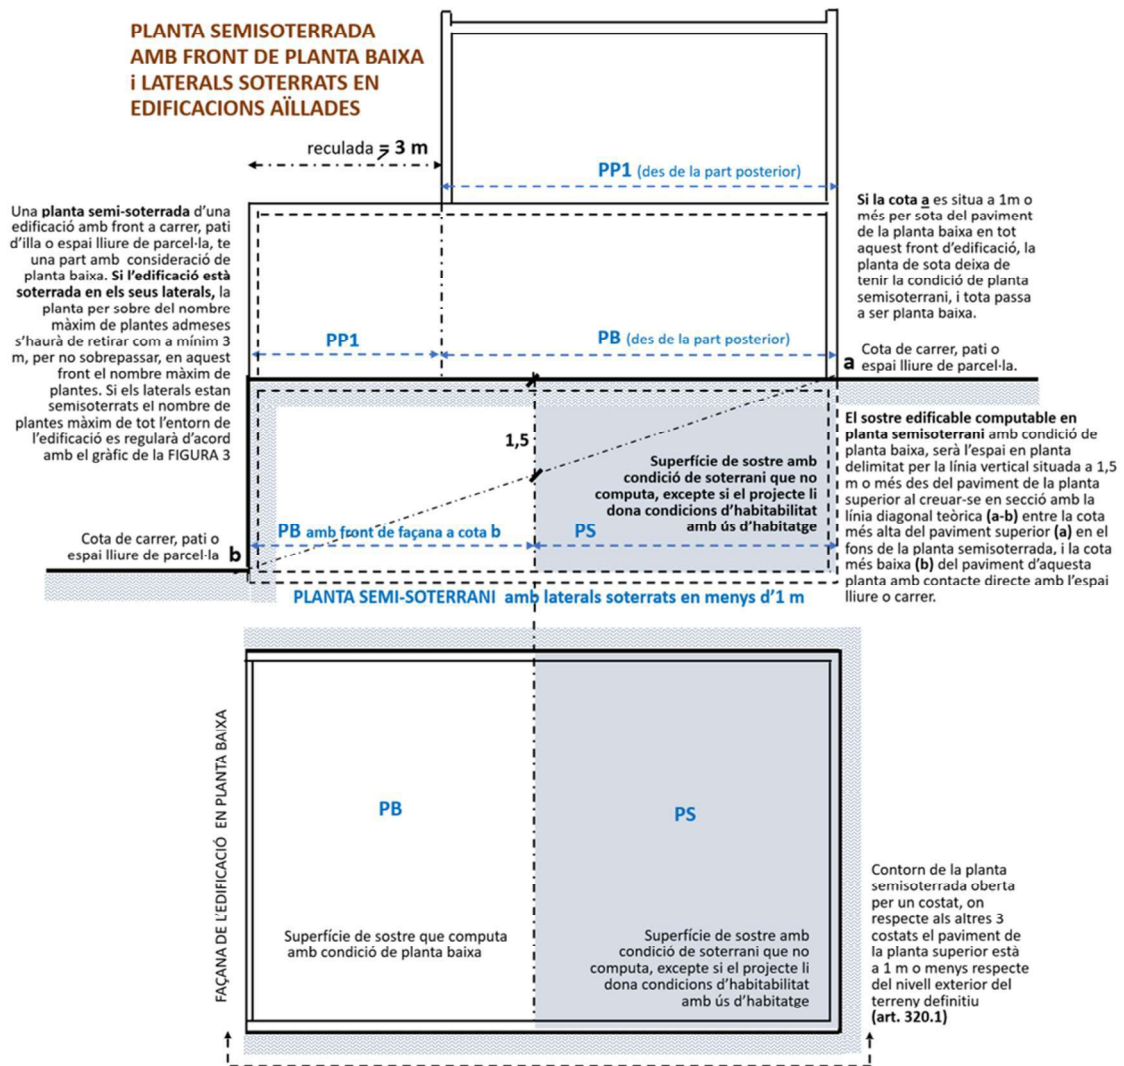 PLANTA SEMISOTERRADA
AMB FRONT DE PLANTA BAIXA
i LATERALS SOTERRATS EN
EDIFICACIONS AÏLLADES
reculada = 3 m
PP1 (des de la part posterior)
Una planta semi-soterrada d'una
edificació amb front a carrer, pati
d'illa o espai lliure de parcel·la, te
una part amb consideració de
planta baixa. Si l'edificació està
soterrada en els seus laterals, la
planta per sobre del nombre
màxim de plantes admeses
s'haurà de retirar com a mínim 3
m, per no sobrepassar, en aquest
front el nombre màxim de
plantes. Si els laterals estan
semisoterrats el nombre de
plantes màxim de tot l'entorn de
l'edificació es regularà d'acord
amb el gràfic de la FIGURA 3
Si la cota a es situa a 1m o
més per sota del paviment
de la planta baixa en tot
aquest front d'edificació, la
planta de sota deixa de
tenir la condició de planta
semisoterrani, i tota passa
a ser planta baixa.
PP1
PB (des de la part posterior)
a Cota de carrer, pati o
espai lliure de parcel·la.
1,5
Superfície de sostre amb
condició de soterrani que no
computa, excepte si el projecte li
dona condicions d'habitabilitat
amb ús d'habitatge
El sostre edificable computable en
planta semisoterrani amb condició de
planta baixa, serà l'espai en planta
delimitat per la línia vertical situada a 1,5
m o més des del paviment de la planta
superior al creuar-se en secció amb la
línia diagonal teòrica (a-b) entre la cota
més alta del paviment superior (a) en el
fons de la planta semisoterrada, i la cota
més baixa (b) del paviment d'aquesta
planta amb contacte directe amb l'espai
lliure o carrer.
Cota de carrer, pati o
espai lliure de parcel·la b
PB amb front de façana a cota b
PS
PLANTA SEMI-SOTERRANI amb laterals soterrats en menys d'1 m
FAÇANA DE L'EDIFICACIÓ EN PLANTA BAIXA
PB
PS
Superfície de sostre que computa
amb condició de planta baixa
Superfície de sostre amb
condició de soterrani que no
computa, excepte si el projecte li
dona condicions d'habitabilitat
amb ús d'habitatge
Contorn de la planta
semisoterrada oberta
per un costat, on
respecte als altres 3
costats el paviment de
la planta superior està
a 1 m o menys respecte
del nivell exterior del
terreny definitiu
(art. 320.1)